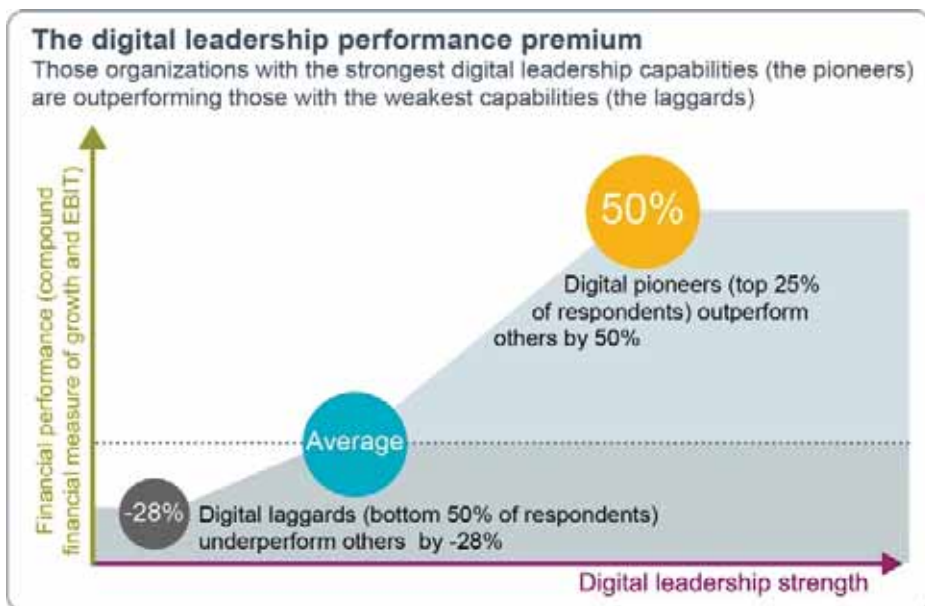 The digital leadership performance premium
Those organizations with the strongest digital leadership capabilities (the pioneers)
are outperforming those with the weakest capabilities (the laggards)
Financial performance (compound
financial measure of growth and EBIT)
50%
Digital pioneers (top 25%
of respondents) outperform
others by 50%
Average
-28%
Digital laggards (bottom 50% of respondents)
underperform others by -28%
Digital leadership strength